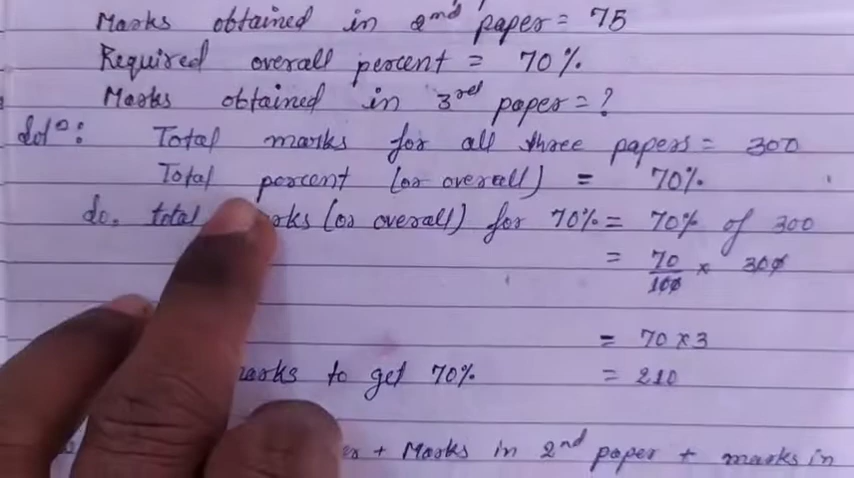 Marks obtained in 2nd paper = 75
Required overall percent = 70%.
Marks obtained in 3rd paper = ?
Solⁿ: Total marks for all three papers = 300
Total percent (or overall) = 70%.
So, total (or overall) for 70% = 70% of 300
= 70/100 x 300
= 70 x 3
marks to get 70% = 210
+ Marks in 2nd paper + marks in